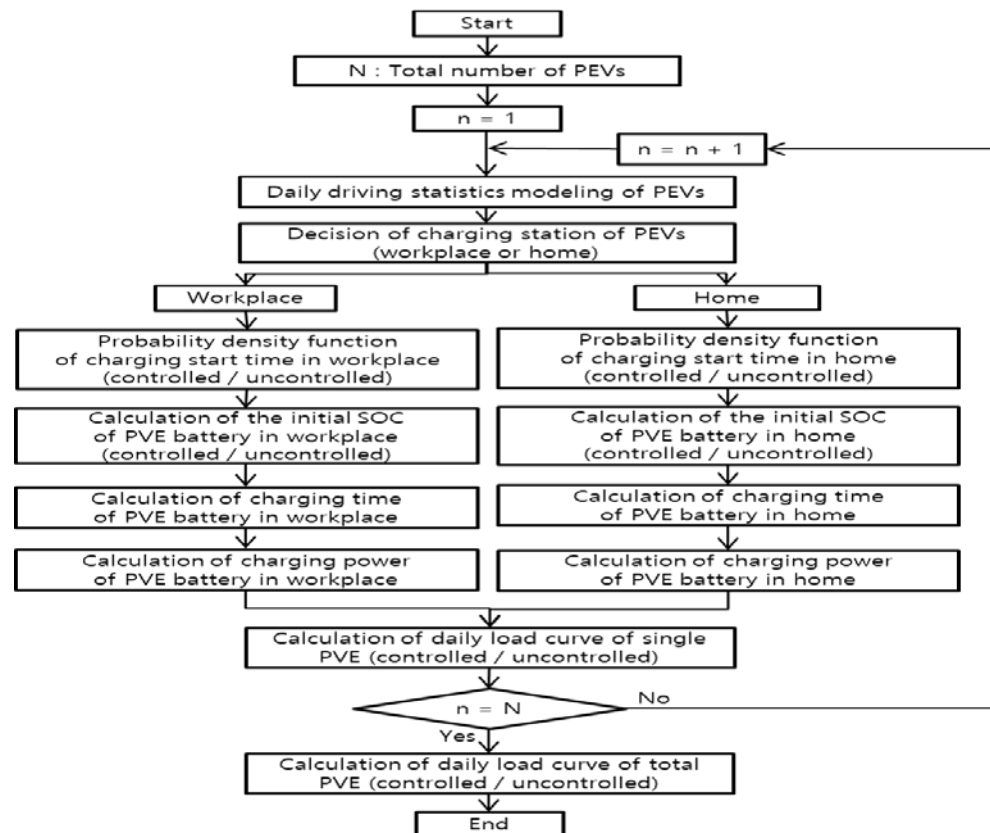 Start
N : Total number of PEVs
n = 1
n = n + 1
Daily driving statistics modeling of PEVs
Decision of charging station of PEVs
(workplace or home)
Workplace
Home
Probability density function
of charging start time in workplace
(controlled / uncontrolled)
Probability density function
of charging start time in home
(controlled / uncontrolled)
Calculation of the initial SOC
of PVE battery in workplace
(controlled / uncontrolled)
Calculation of the initial SOC
of PVE battery in home
(controlled / uncontrolled)
Calculation of charging time
of PVE battery in workplace
Calculation of charging time
of PVE battery in home
Calculation of charging power
of PVE battery in workplace
Calculation of charging power
of PVE battery in home
Calculation of daily load curve of single
PVE (controlled / uncontrolled)
n = N
No
Yes
Calculation of daily load curve of total
PVE (controlled / uncontrolled)
End